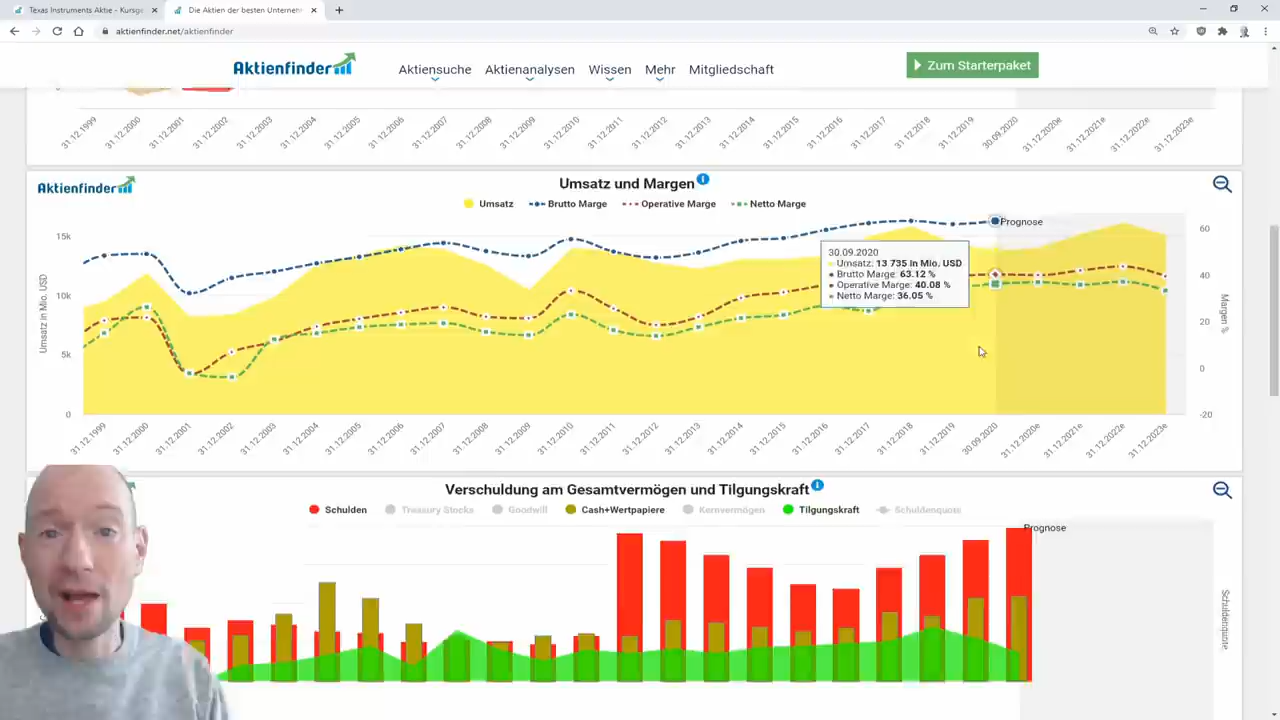 Texas Instruments Aktie - Kursge
Die Aktien der besten Unternehm
aktienfinder.net/aktienfinder
Aktienfinder
Aktiensuche Aktienanalysen Wissen Mehr Mitgliedschaft
Zum Starterpaket
31.12.1999 31.12.2000 31.12.2001 31.12.2002 31.12.2003 31.12.2004 31.12.2005 31.12.2006 31.12.2007 31.12.2008 31.12.2009 31.12.2010 31.12.2011 31.12.2012 31.12.2013 31.12.2014 31.12.2015 31.12.2016 31.12.2017 31.12.2018 31.12.2019 30.09.2020 31.12.2020e 31.12.2021e 31.12.2022e 31.12.2023e
Aktienfinder
Umsatz und Margen
Umsatz Brutto Marge Operative Marge Netto Marge
Umsatz in Mio. USD
15k
10k
5k
0
Prognose
30.09.2020
Umsatz: 13 735 in Mio. USD
Brutto Marge: 63.12 %
Operative Marge: 40.08 %
Netto Marge: 36.05 %
60
40
20
0
-20
Margen %
31.12.1999 31.12.2000 31.12.2001 31.12.2002 31.12.2003 31.12.2004 31.12.2005 31.12.2006 31.12.2007 31.12.2008 31.12.2009 31.12.2010 31.12.2011 31.12.2012 31.12.2013 31.12.2014 31.12.2015 31.12.2016 31.12.2017 31.12.2018 31.12.2019 30.09.2020 31.12.2020e 31.12.2021e 31.12.2022e 31.12.2023e
Verschuldung am Gesamtvermögen und Tilgungskraft
Schulden Treasury Stocks Goodwill Cash+Wertpapiere Kernvermögen Tilgungskraft Schuldenquote
Prognose
Schuldenquote